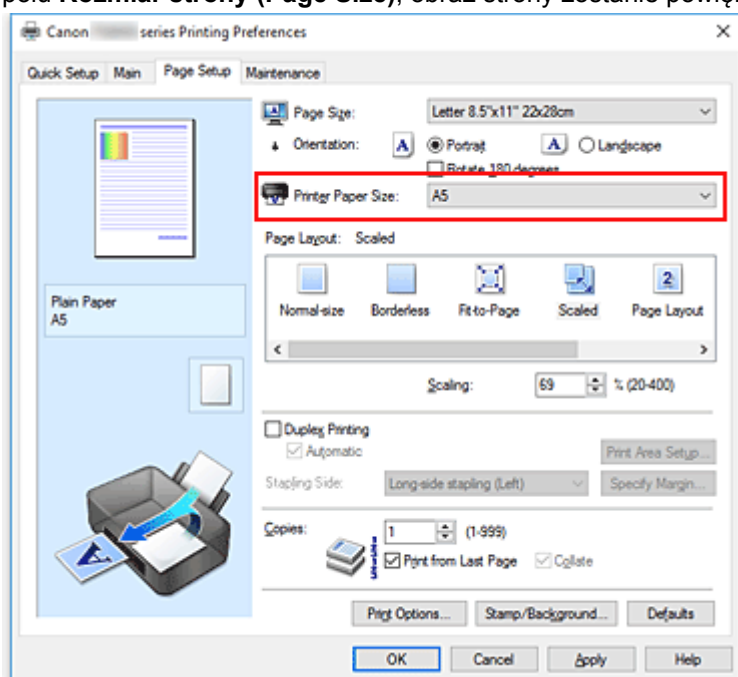 polu Rozmiar strony (Page Size), obraz strony zostanie powię
Canon series Printing Preferences
Quick Setup Main Page Setup Maintenance
Page Size: Letter 8.5"x11" 22x28cm
Orientation: A Portrait A Landscape
Rotate 180 degrees
Printer Paper Size: A5
Page Layout: Scaled
Normal-size Borderless Fit-to-Page Scaled Page Layout
Plain Paper
A5
Scaling: 69 % (20-400)
Duplex Printing
Automatic Print Area Setup...
Stapling Side: Long-side stapling (Left) Specify Margin...
Copies: 1 (1-999)
Print from Last Page Collate
Print Options... Stamp/Background... Defaults
OK Cancel Apply Help